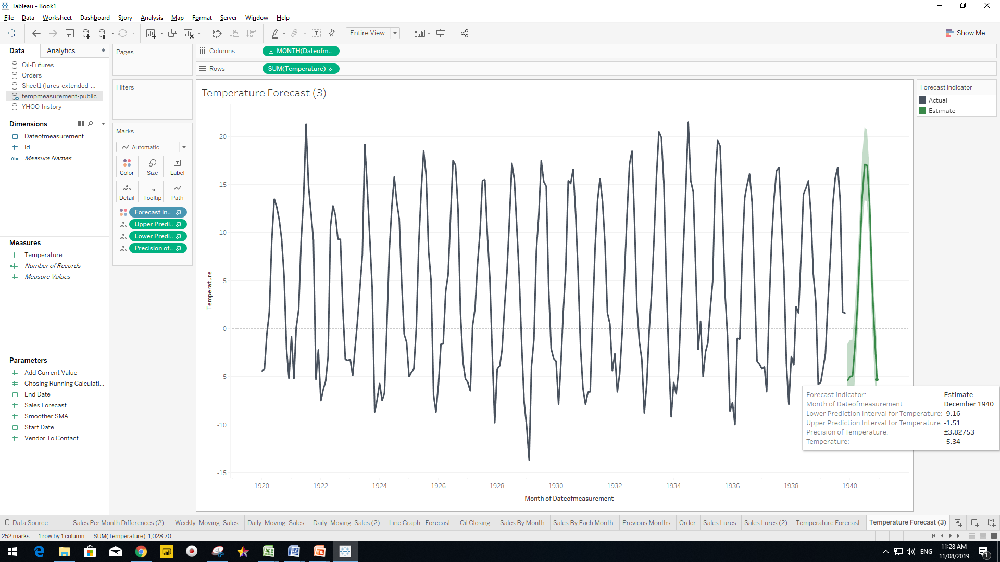 Tableau - Book1
File Data Worksheet Dashboard Story Analysis Map Format Server Window Help
Entire View
Show Me
Data Analytics
Oil-Futures
Orders
Sheet1 (lures-extended-...
tempmeasurement-public
YHOO-history
Dimensions
Dateofmeasurement
Id
Abc Measure Names
Measures
Temperature
Number of Records
Measure Values
Parameters
Add Current Value
Chosing Running Calculati...
End Date
Sales Forecast
Smoother SMA
Start Date
Vendor To Contact
Pages
Filters
Marks
Automatic
Color Size Label
Detail Tooltip Path
Forecast in..
Upper Predi..
Lower Predi..
Precision of..
Columns MONTH(Dateofm..
Rows SUM(Temperature)
Temperature Forecast (3)
Temperature
20
15
10
5
0
-5
-10
-15
1920 1922 1924 1926 1928 1930 1932 1934 1936 1938 1940
Month of Dateofmeasurement
Forecast indicator
Actual
Estimate
Forecast indicator: Estimate
Month of Dateofmeasurement: December 1940
Lower Prediction Interval for Temperature: -9.16
Upper Prediction Interval for Temperature: -1.51
Precision of Temperature: ±3.82753
Temperature: -5.34
Data Source Sales Per Month Differences (2) Weekly_Moving_Sales Daily_Moving_Sales Daily_Moving_Sales (2) Line Graph - Forecast Oil Closing Sales By Month Sales By Each Month Previous Months Order Sales Lures Sales Lures (2) Temperature Forecast Temperature Forecast (3)
252 marks 1 row by 1 column SUM(Temperature): 1,028.70
ENG
11:28 AM
11/08/2019
1